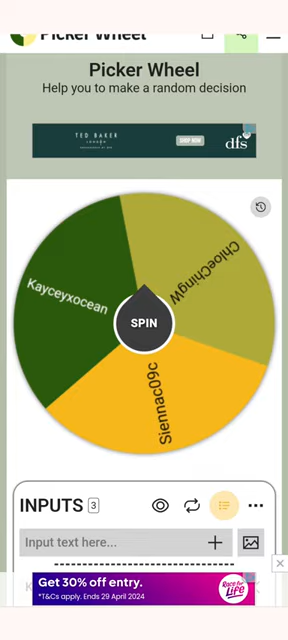 Picker Wheel
Picker Wheel
Help you to make a random decision
TED BAKER
LONDON
SHOP NOW
dfs
Kayceyxocean
ChloeChingW
Siennac09c
SPIN
INPUTS 3
Input text here...
Get 30% off entry.
*T&Cs apply. Ends 29 April 2024
Race for
Life